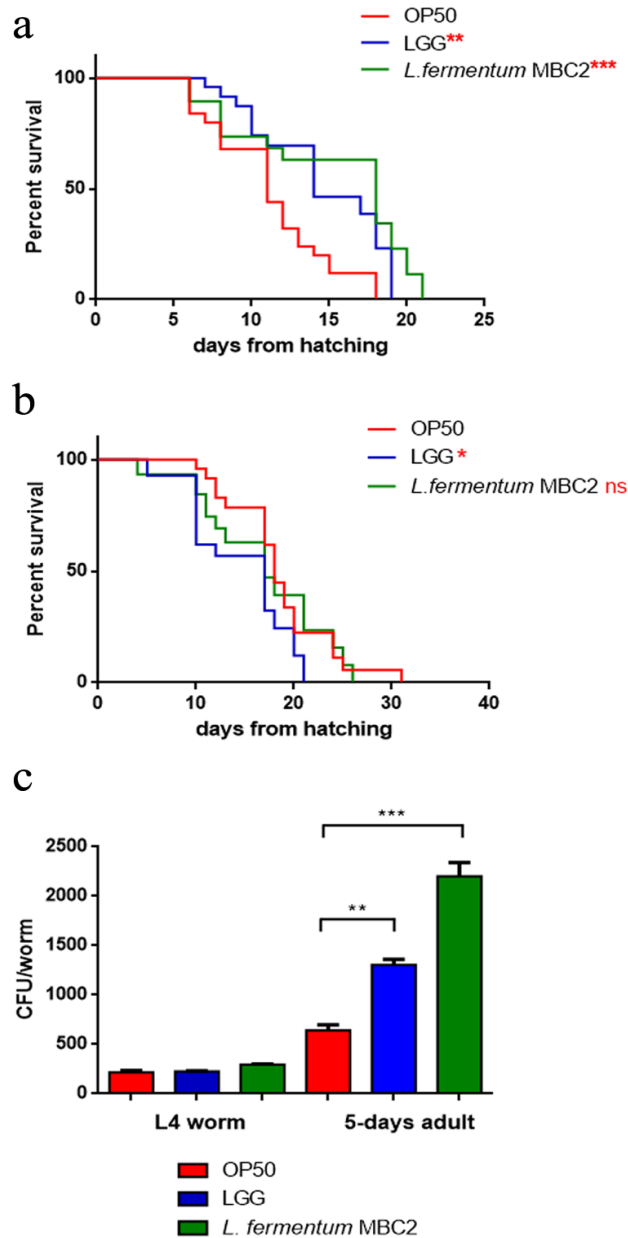 a
OP50
LGG**
L.fermentum MBC2***
Percent survival
100
50
0
0 5 10 15 20 25
days from hatching
b
OP50
LGG *
L.fermentum MBC2 ns
Percent survival
100
50
0
0 10 20 30 40
days from hatching
c
CFU/worm
2500
2000
1500
1000
500
0
***
**
L4 worm 5-days adult
OP50
LGG
L. fermentum MBC2